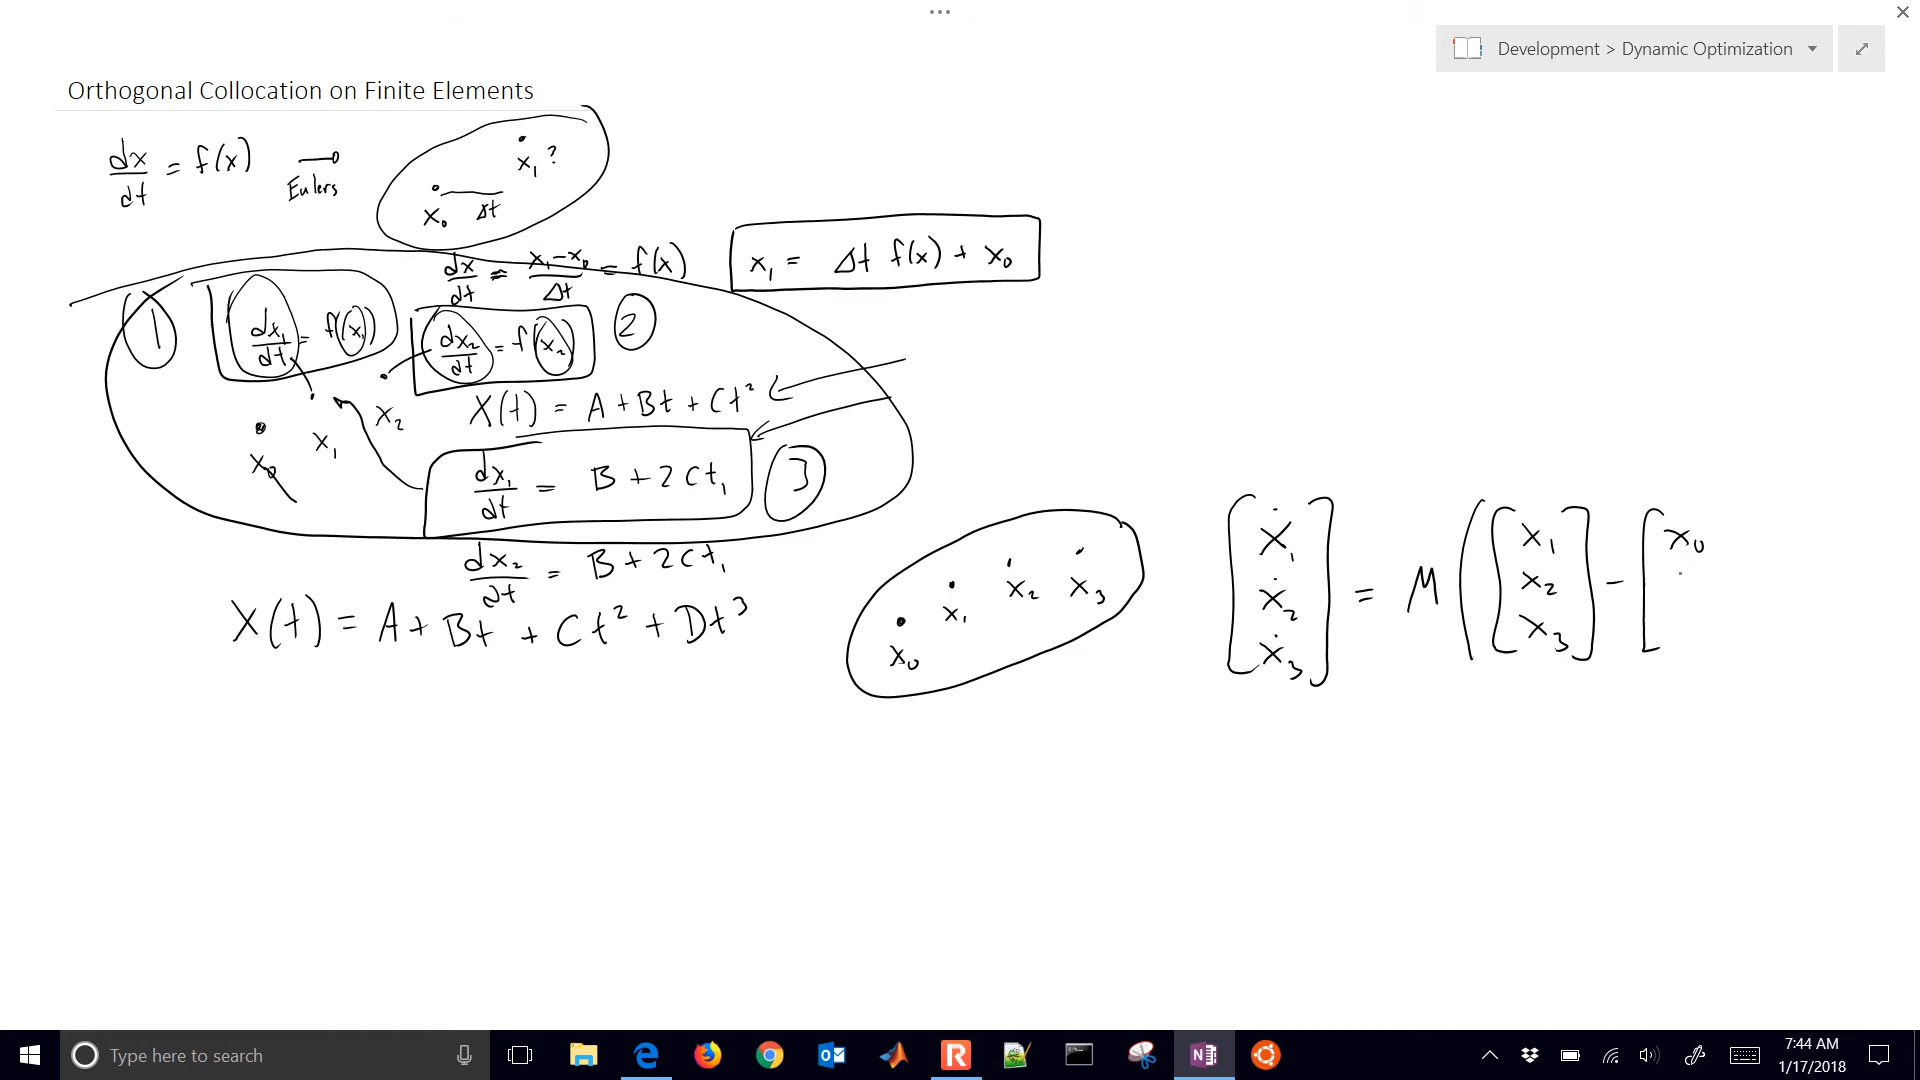 Development > Dynamic Optimization
Orthogonal Collocation on Finite Elements
dx/dt = f(x) → Eulers
x₀ Δt x₁?
dx/dt = (x₁-x₀)/Δt = f(x)
x₁ = Δt f(x) + x₀
1 dx₁/dt = f(x₁)
dx₂/dt = f(x₂) 2
x₀ x₁ x₂
X(t) = A + Bt + Ct²
dx₁/dt = B + 2Ct₁ 3
dx₂/dt = B + 2Ct₁
X(t) = A + Bt + Ct² + Dt³
x₀ x₁ x₂ x₃
[ẋ₁ ẋ₂ ẋ₃] = M ([x₁ x₂ x₃] - [x₀
Type here to search
7:44 AM
1/17/2018